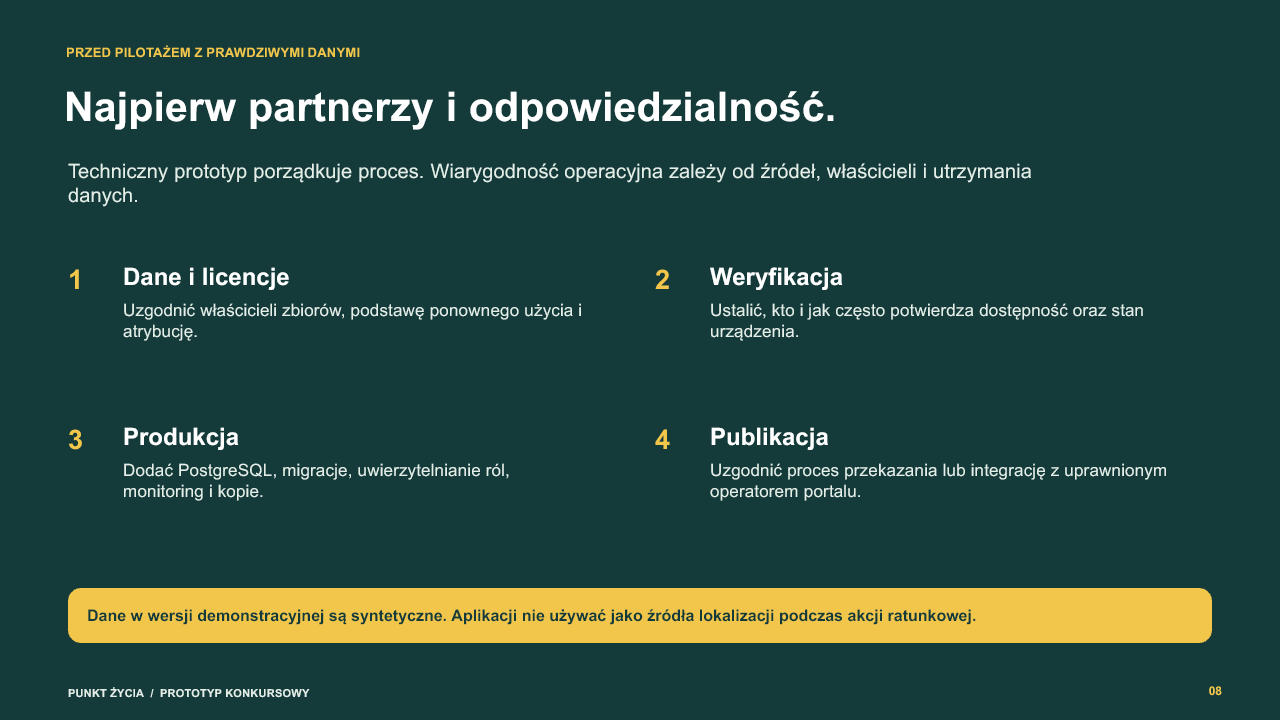 PRZED PILOTAŻEM Z PRAWDZIWYMI DANYMI
Najpierw partnerzy i odpowiedzialność.
Techniczny prototyp porządkuje proces. Wiarygodność operacyjna zależy od źródeł, właścicieli i utrzymania
danych.
1
Dane i licencje
Uzgodnić właścicieli zbiorów, podstawę ponownego użycia i
atrybucję.
2
Weryfikacja
Ustalić, kto i jak często potwierdza dostępność oraz stan
urządzenia.
3
Produkcja
Dodać PostgreSQL, migracje, uwierzytelnianie ról,
monitoring i kopie.
4
Publikacja
Uzgodnić proces przekazania lub integrację z uprawnionym
operatorem portalu.
Dane w wersji demonstracyjnej są syntetyczne. Aplikacji nie używać jako źródła lokalizacji podczas akcji ratunkowej.
PUNKT ŻYCIA / PROTOTYP KONKURSOWY
08